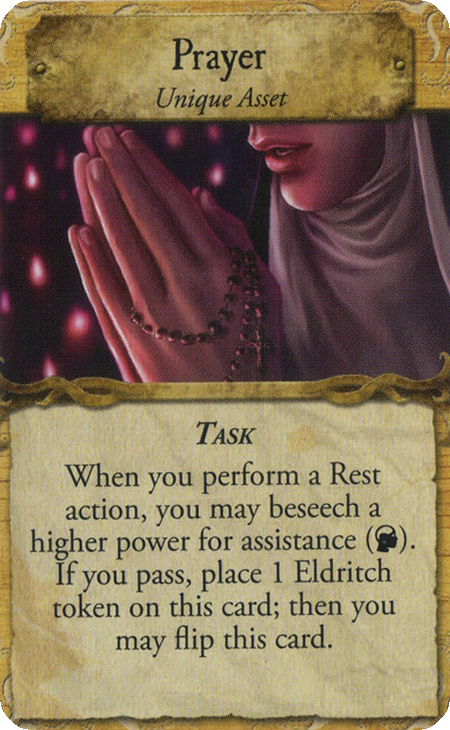 Prayer
Unique Asset
TASK
When you perform a Rest
action, you may beseech a
higher power for assistance ( ).
If you pass, place 1 Eldritch
token on this card; then you
may flip this card.